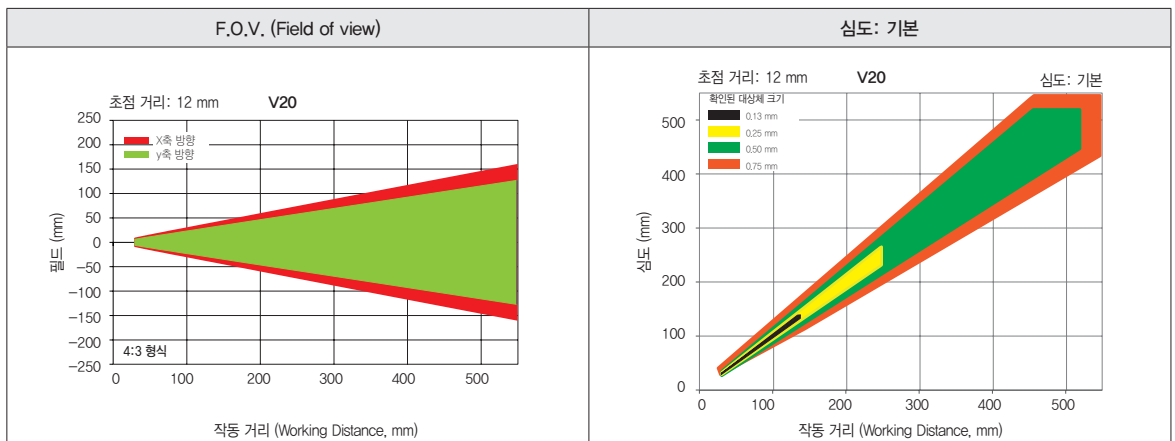 F.O.V. (Field of view)
심도: 기본
초점 거리: 12 mm V20
250
200
150
100
50
0
-50
-100
-150
-200
-250
X축 방향
y축 방향
필드 (mm)
4:3 형식
0 100 200 300 400 500
작동 거리 (Working Distance, mm)
초점 거리: 12 mm V20 심도: 기본
확인된 대상체 크기
0.13 mm
0.25 mm
0.50 mm
0.75 mm
500
400
300
200
100
0
심도 (mm)
0 100 200 300 400 500
작동 거리 (Working Distance, mm)